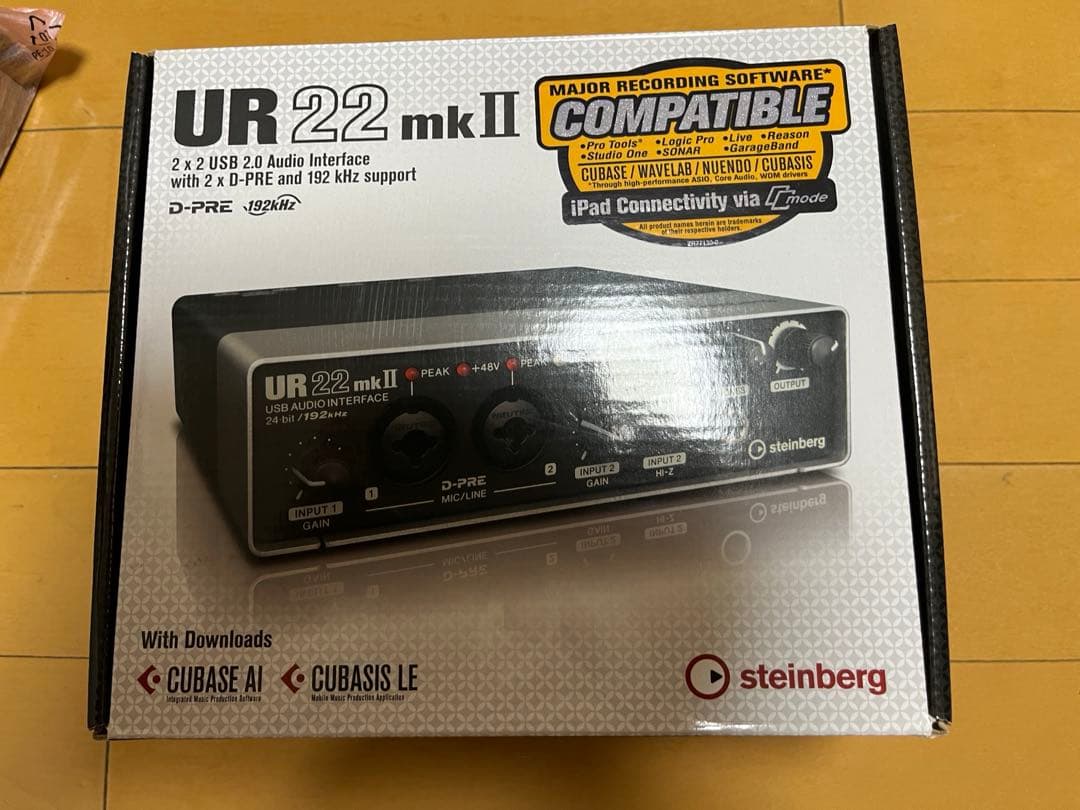 UR 22 mk II
2 x 2 USB 2.0 Audio Interface
with 2 x D-PRE and 192 kHz support
D-PRE 192kHz
MAJOR RECORDING SOFTWARE*
COMPATIBLE
•Pro Tools* •Logic Pro •Live •Reason
•Studio One •SONAR •GarageBand
CUBASE / WAVELAB / NUENDO / CUBASIS
*Through high-performance ASIO, Core Audio, WDM drivers
iPad Connectivity via CC mode
All product names herein are trademarks
of their respective holders.
UR 22 mk II
USB AUDIO INTERFACE
24-bit / 192kHz
PEAK +48V PEAK
OUTPUT
steinberg
INPUT 1
GAIN
1 D-PRE 2
MIC/LINE
INPUT 2
GAIN
INPUT 2
HI-Z
With Downloads
CUBASE AI
Integrated Music Production Software
CUBASIS LE
Mobile Music Production Application
steinberg